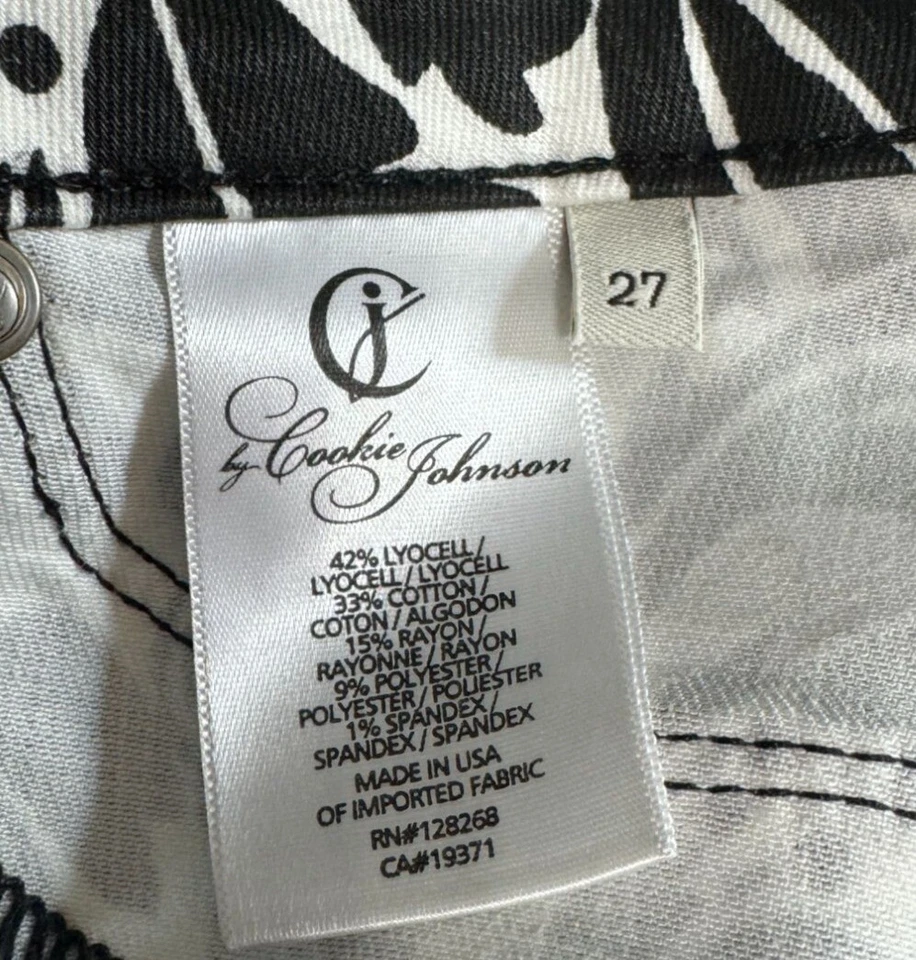 CJ
by Cookie Johnson
27
42% LYOCELL/
LYOCELL/LYOCELL
33% COTTON/
COTON/ALGODON
15% RAYON/
RAYONNE/RAYON
9% POLYESTER/
POLYESTER/POLIESTER
1% SPANDEX/
SPANDEX/SPANDEX
MADE IN USA
OF IMPORTED FABRIC
RN#128268
CA#19371